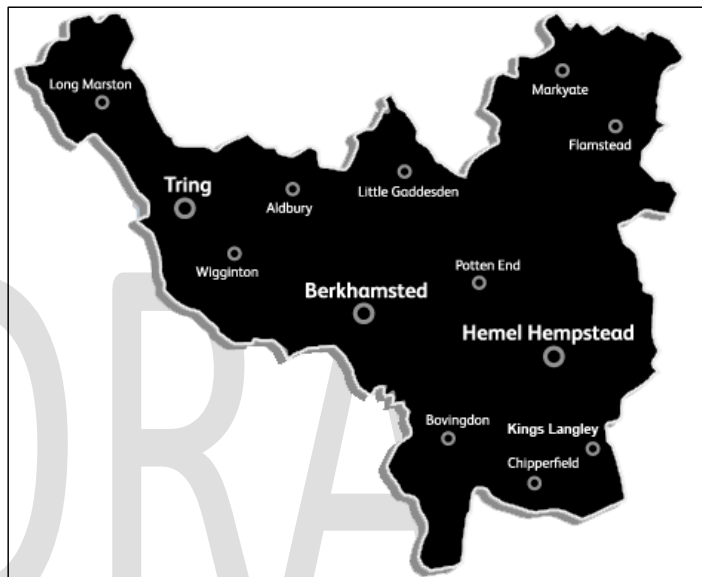 Long Marston
Markyate
Flamstead
Tring
Aldbury
Little Gaddesden
Wigginton
Potten End
Berkhamsted
Hemel Hempstead
Bovingdon
Kings Langley
Chipperfield
DRA